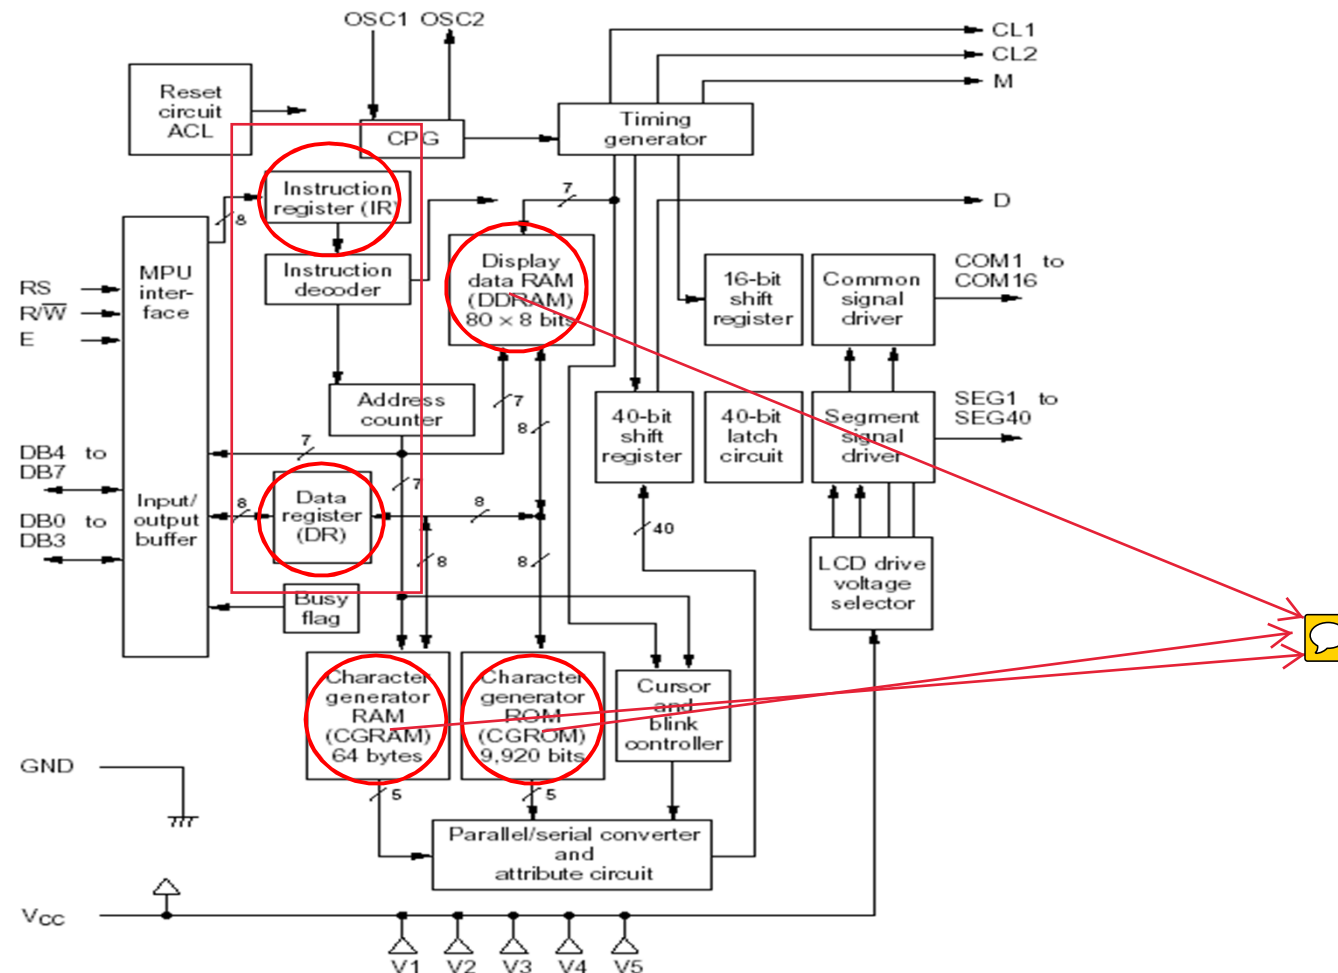 OSC1 OSC2
CL1
CL2
M
Reset
circuit
ACL
CPG
Timing
generator
Instruction
register (IR)
8
7
D
Instruction
decoder
Display
data RAM
(DDRAM)
80 × 8 bits
16-bit
shift
register
Common
signal
driver
COM1 to
COM16
MPU
inter-
face
RS
R/W̅
E
Address
counter
7
8
40-bit
shift
register
40-bit
latch
circuit
Segment
signal
driver
SEG1 to
SEG40
DB4 to
DB7
7
7
Input/
output
buffer
8
Data
register
(DR)
8
DB0 to
DB3
40
8
8
LCD drive
voltage
selector
Busy
flag
Character
generator
RAM
(CGRAM)
64 bytes
Character
generator
ROM
(CGROM)
9,920 bits
Cursor
and
blink
controller
GND
5
5
Parallel/serial converter
and
attribute circuit
VCC
V1 V2 V3 V4 V5